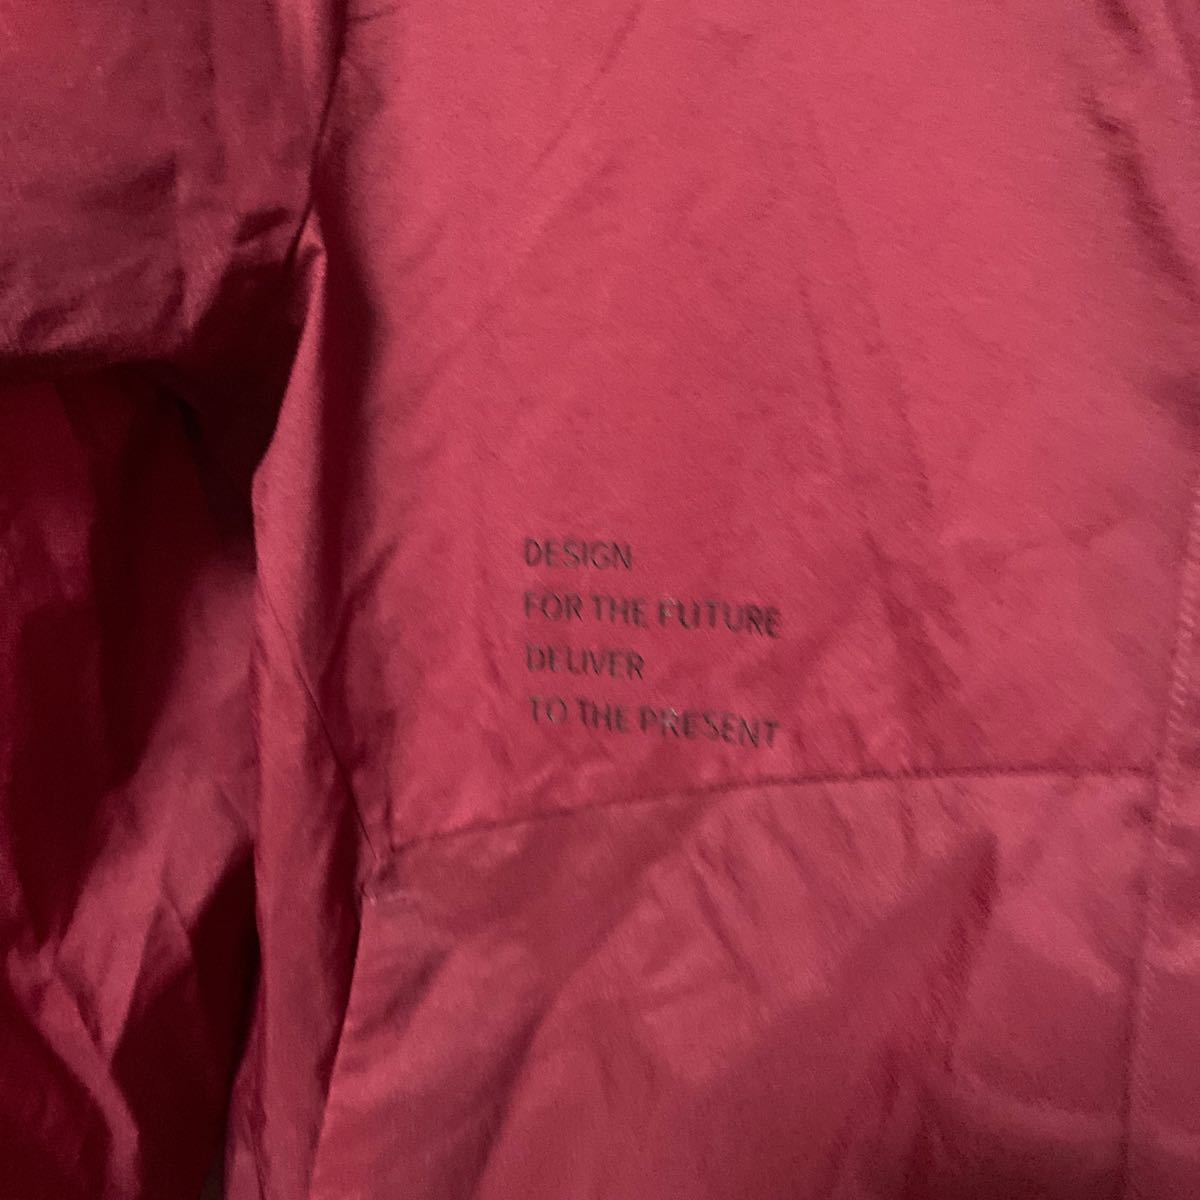 DESIGN
FOR THE FUTURE
DELIVER
TO THE PRESENT